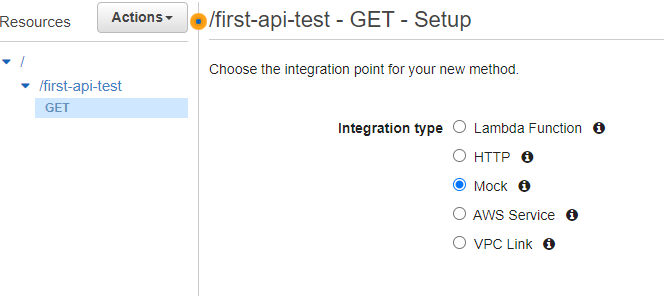 Resources
Actions
/
/first-api-test
GET
/first-api-test - GET - Setup
Choose the integration point for your new method.
Integration type
Lambda Function
HTTP
Mock
AWS Service
VPC Link